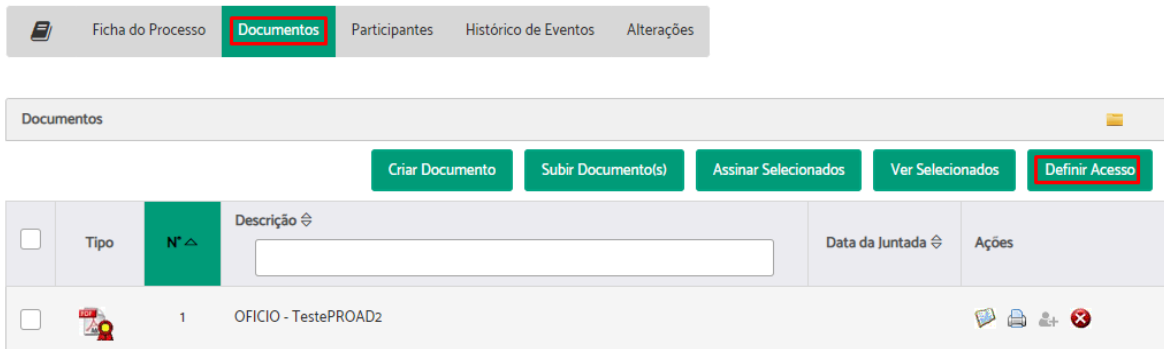 Ficha do Processo Documentos Participantes Histórico de Eventos Alterações
Documentos
Criar Documento Subir Documento(s) Assinar Selecionados Ver Selecionados Definir Acesso
Descrição
Tipo N° Data da Juntada Ações
PDF 1 OFICIO - TestePROAD2